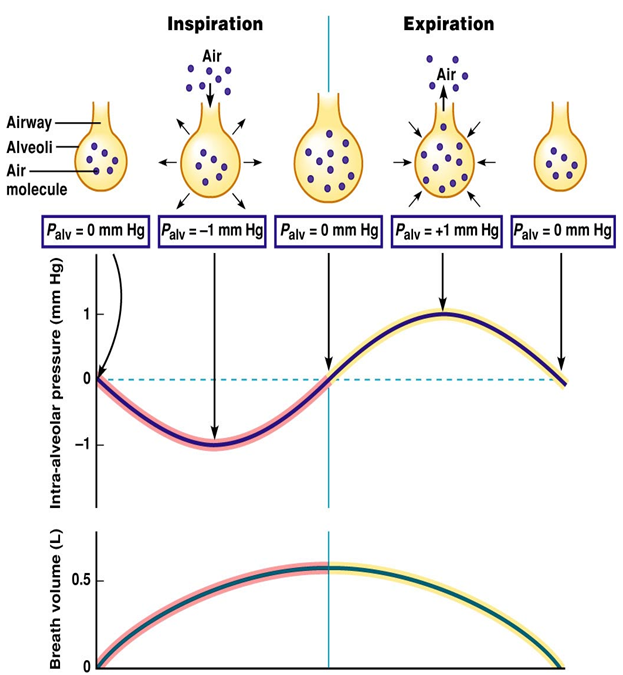 Inspiration
Expiration
Air
Air
Airway
Alveoli
Air
molecule
Palv = 0 mm Hg
Palv = –1 mm Hg
Palv = 0 mm Hg
Palv = +1 mm Hg
Palv = 0 mm Hg
Intra-alveolar pressure (mm Hg)
1
0
–1
Breath volume (L)
0.5
0